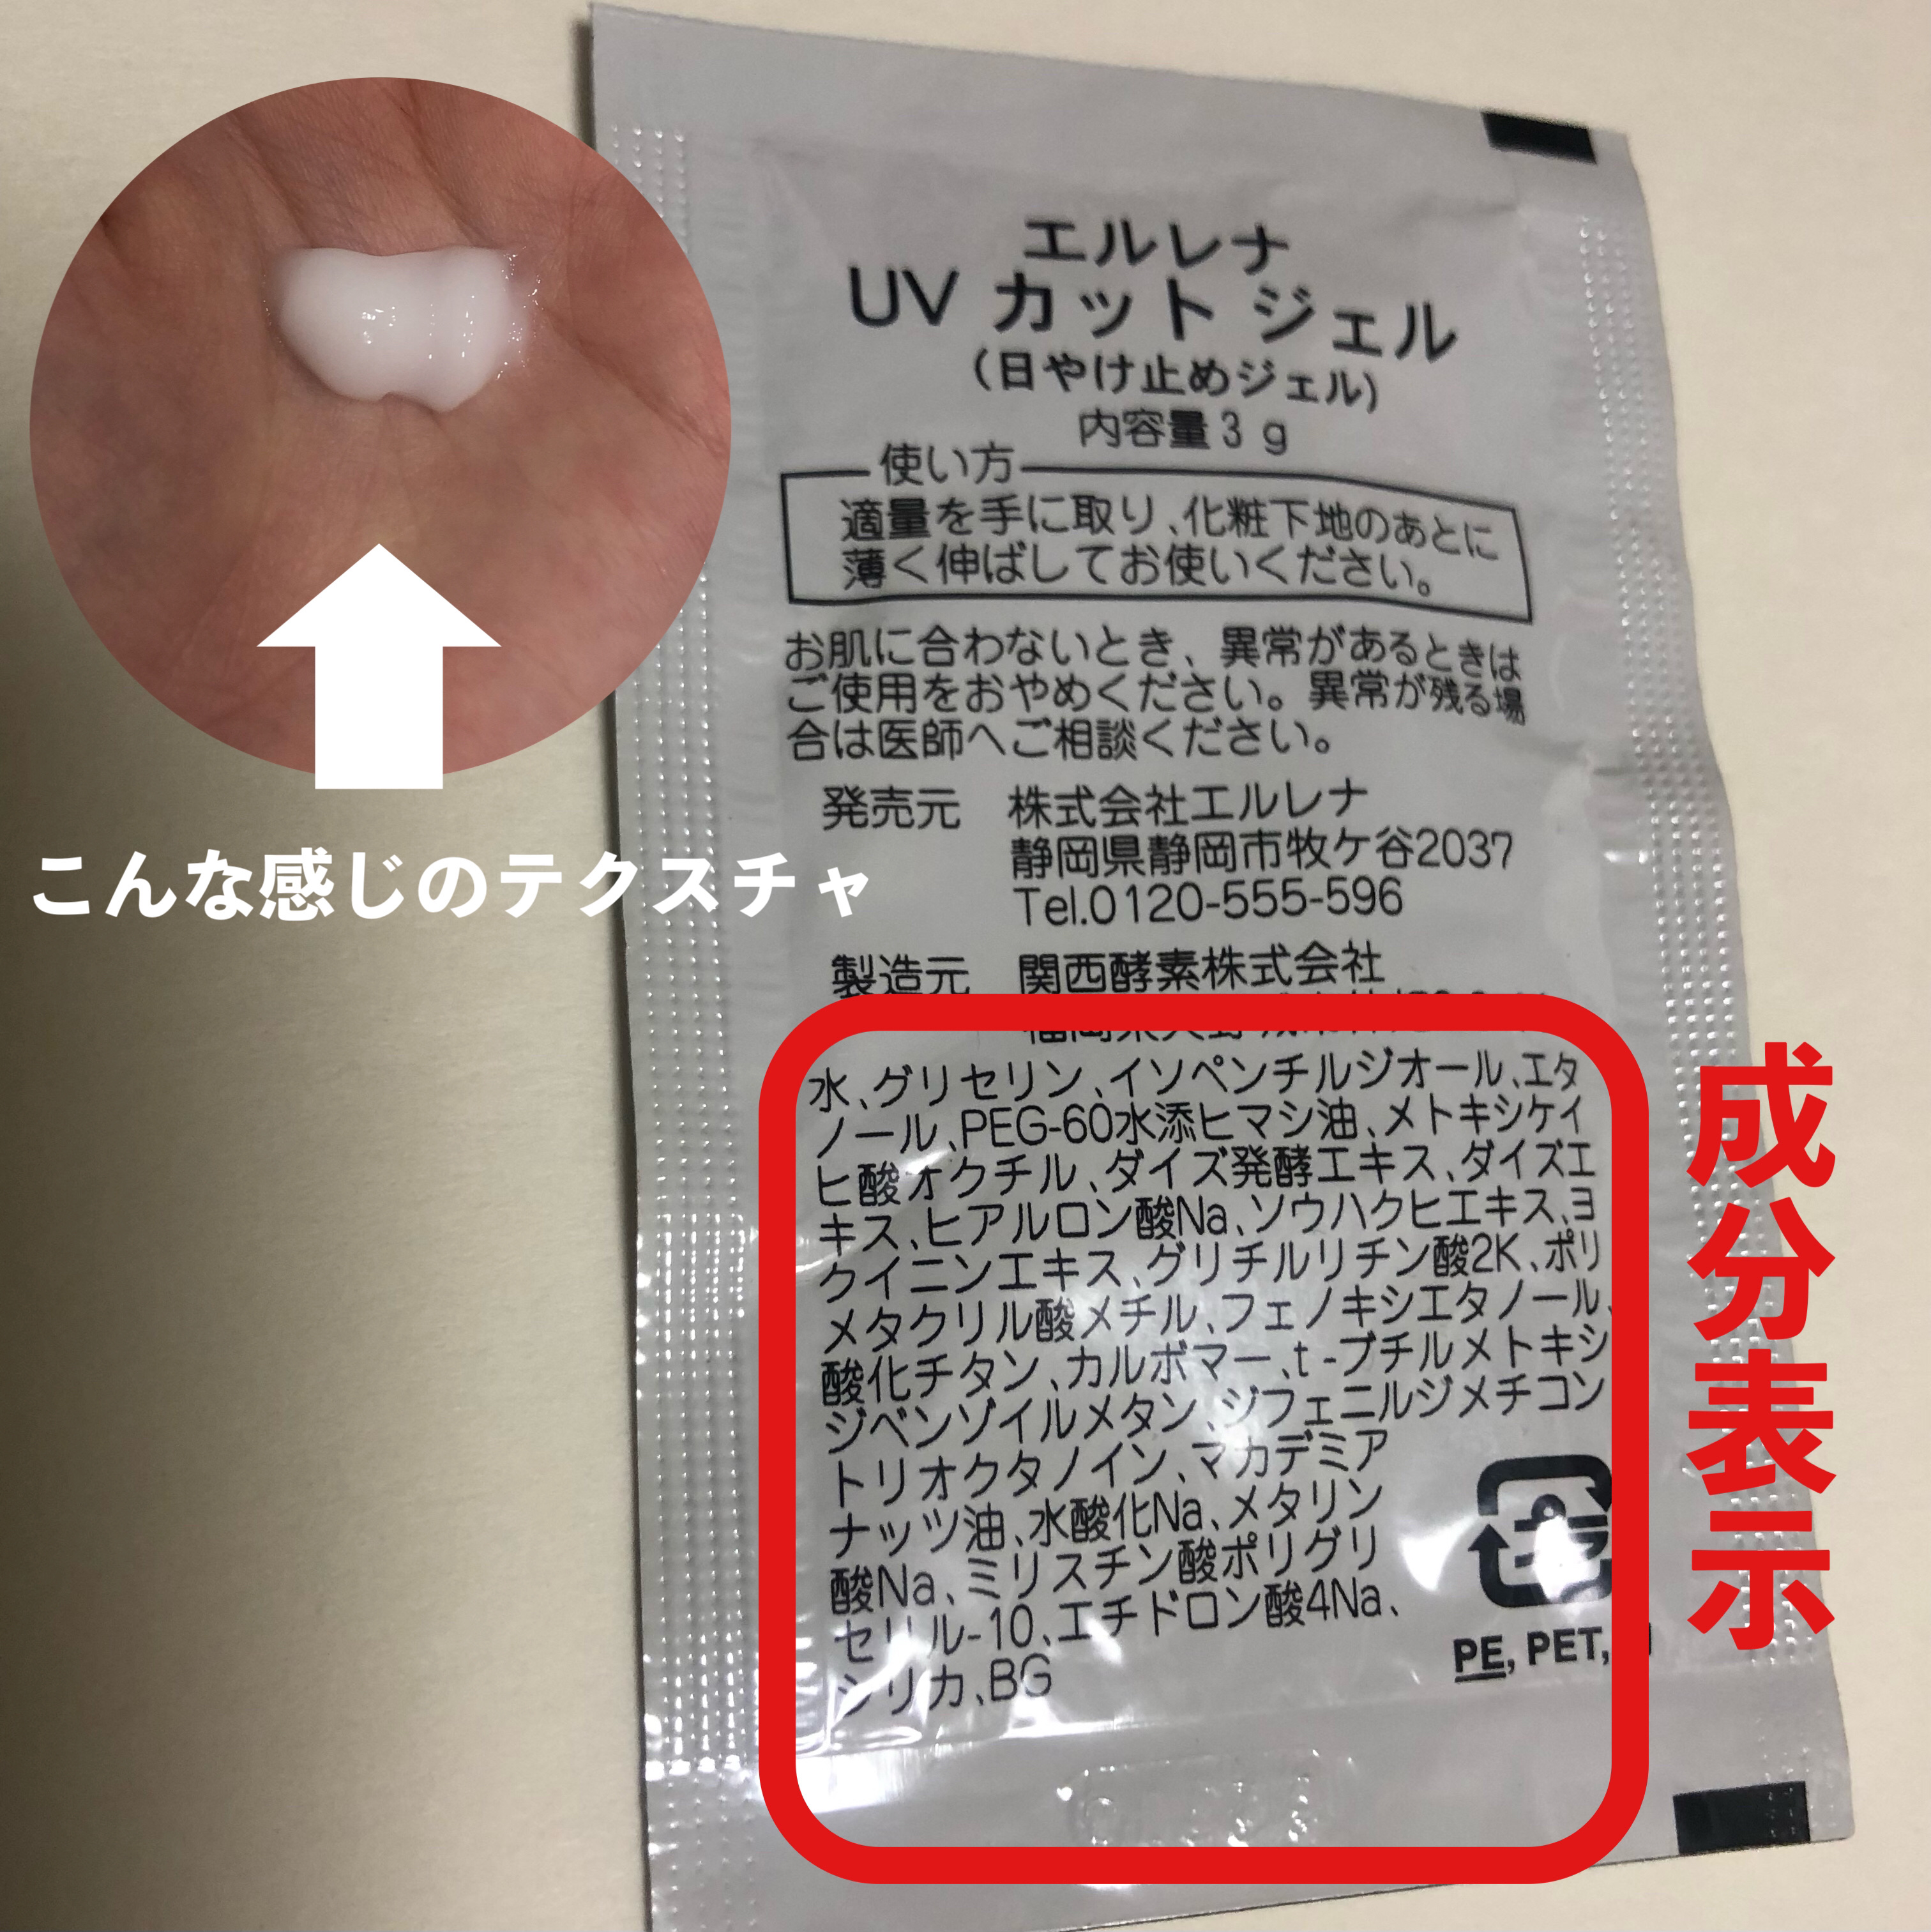 エルレナ
UV カット ジェル
(日やけ止めジェル)
内容量3 g
使い方
適量を手に取り、化粧下地のあとに
薄く伸ばしてお使いください。
お肌に合わないとき、異常があるときは
ご使用をおやめください。異常が残る場
合は医師へご相談ください。
発売元 株式会社エルレナ
静岡県静岡市牧ケ谷2037
Tel.0120-555-596
製造元 関西酵素株式会社
水、グリセリン、イソペンチルジオール、エタ
ノール、PEG-60水添ヒマシ油、メトキシケイ
ヒ酸オクチル、ダイズ発酵エキス、ダイズエ
キス、ヒアルロン酸Na、ソウハクヒエキス、ヨ
クイニンエキス、グリチルリチン酸2K、ポリ
メタクリル酸メチル、フェノキシエタノール、
酸化チタン、カルボマー、t-ブチルメトキシ
ジベンゾイルメタン、ジフェニルジメチコン
トリオクタノイン、マカデミア
ナッツ油、水酸化Na、メタリン
酸Na、ミリスチン酸ポリグリ
セリル-10、エチドロン酸4Na、
シリカ、BG
プラ
PE, PET,
こんな感じのテクスチャ
成分表示